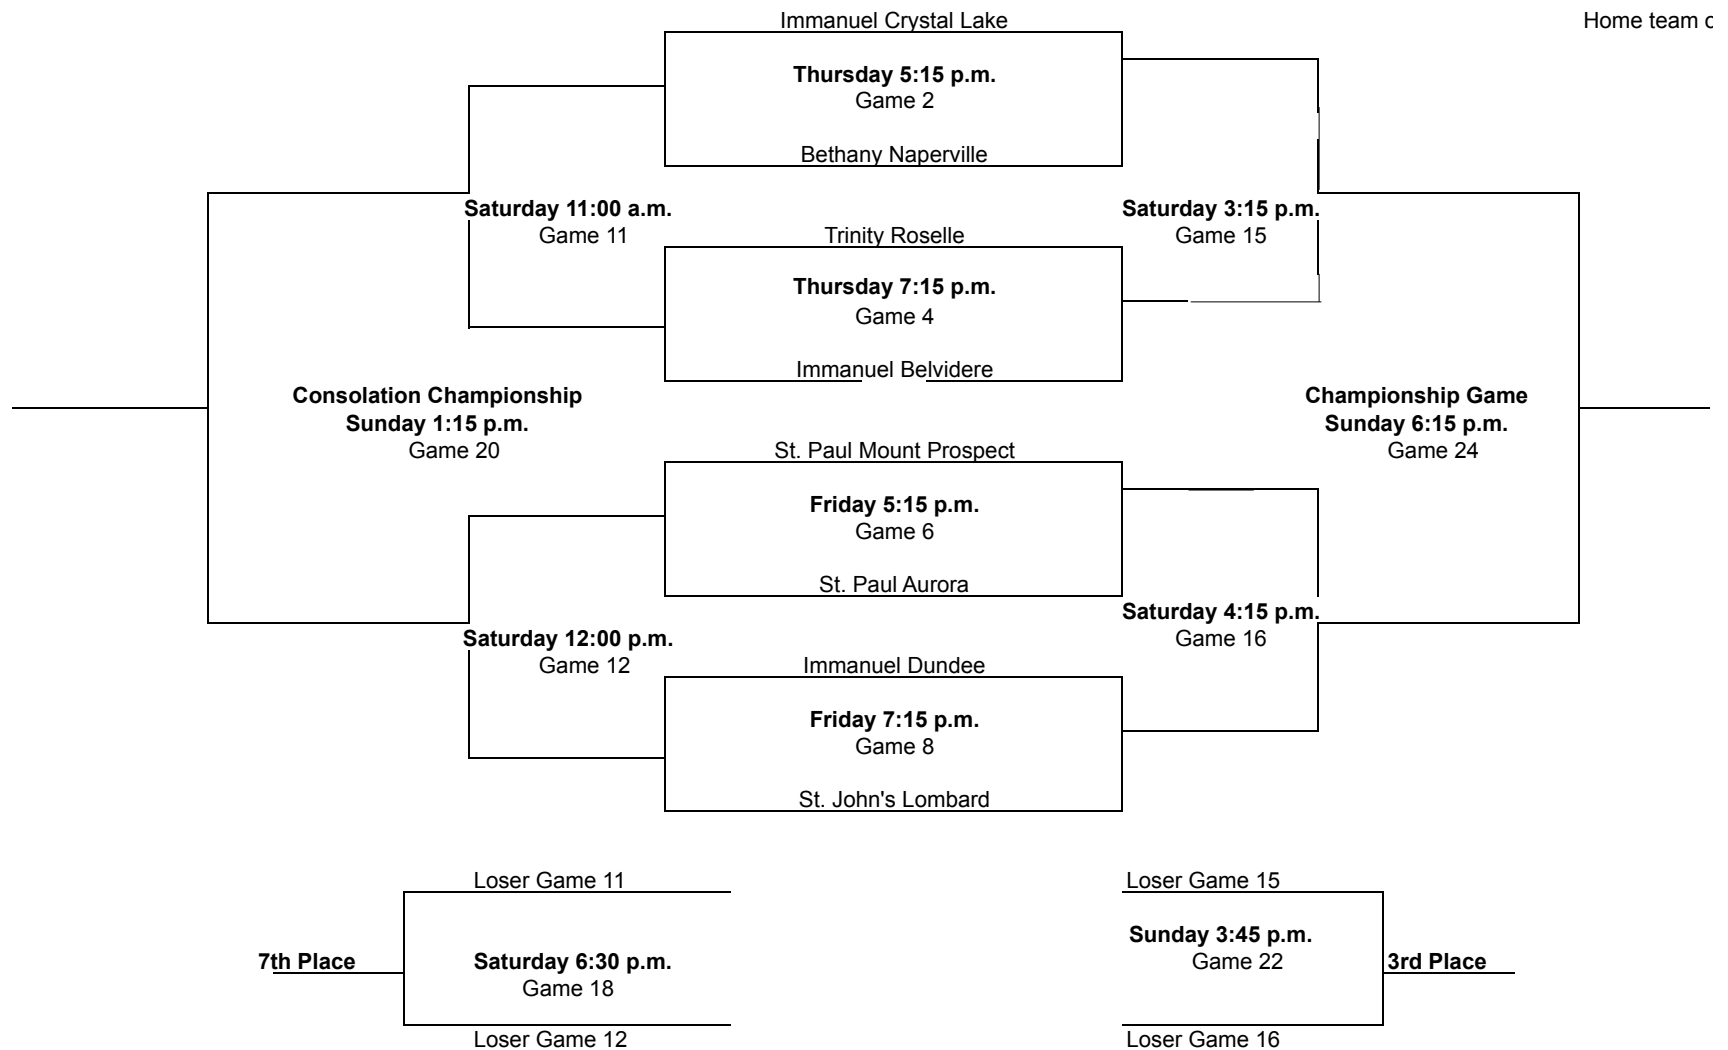 Immanuel Crystal Lake
Home team o
Thursday 5:15 p.m.
Game 2
Bethany Naperville
Saturday 11:00 a.m.
Game 11
Saturday 3:15 p.m.
Game 15
Trinity Roselle
Thursday 7:15 p.m.
Game 4
Immanuel Belvidere
Consolation Championship
Sunday 1:15 p.m.
Game 20
Championship Game
Sunday 6:15 p.m.
Game 24
St. Paul Mount Prospect
Friday 5:15 p.m.
Game 6
St. Paul Aurora
Saturday 12:00 p.m.
Game 12
Saturday 4:15 p.m.
Game 16
Immanuel Dundee
Friday 7:15 p.m.
Game 8
St. John's Lombard
Loser Game 11
7th Place
Saturday 6:30 p.m.
Game 18
Loser Game 12
Loser Game 15
Sunday 3:45 p.m.
Game 22
3rd Place
Loser Game 16